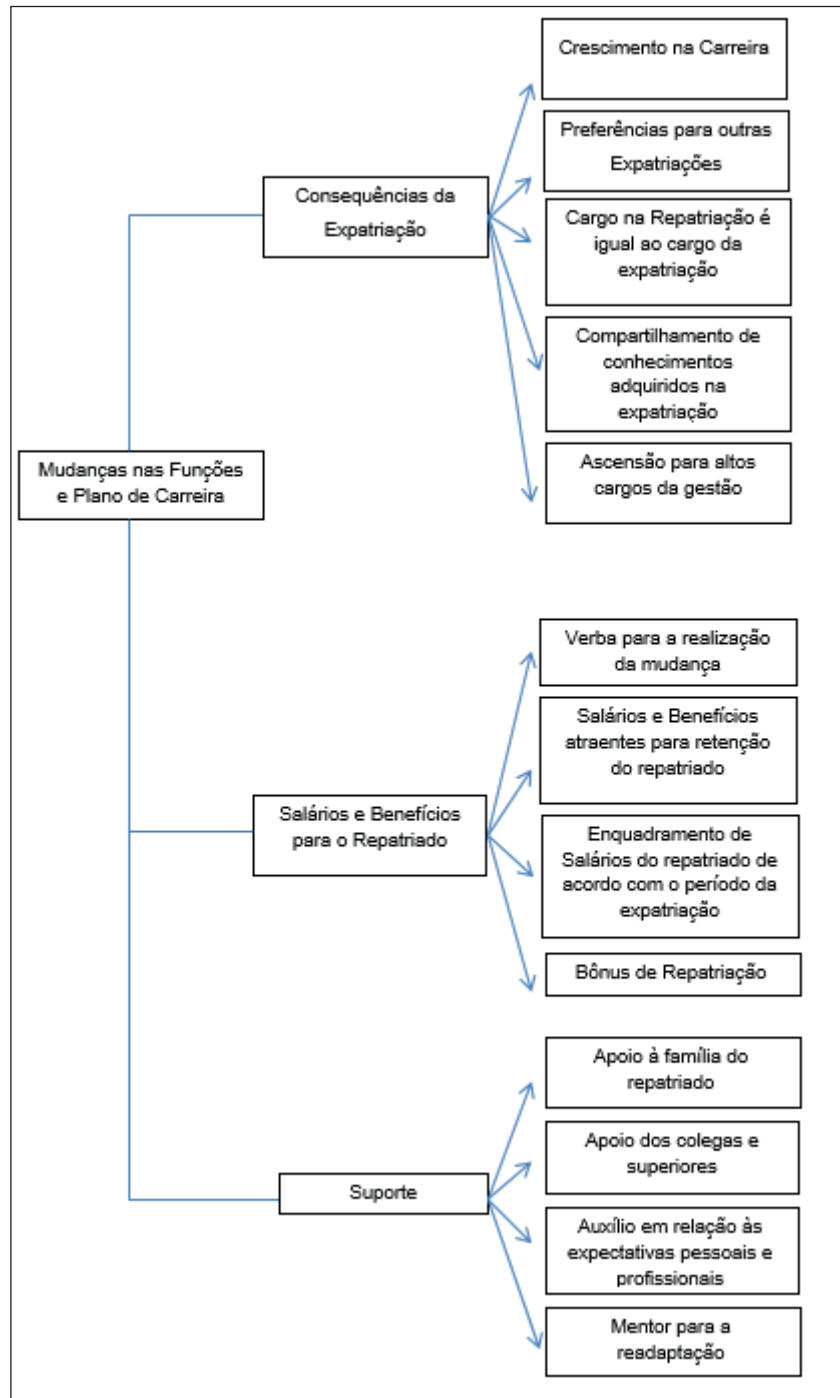 Crescimento na Carreira
Preferências para outras
Expatriações
Consequências da
Expatriação
Cargo na Repatriação é
igual ao cargo da
expatriação
Compartilhamento de
conhecimentos
adquiridos na
expatriação
Mudanças nas Funções
e Plano de Carreira
Ascensão para altos
cargos da gestão
Verba para a realização
da mudança
Salários e Benefícios
atraentes para retenção
do repatriado
Salários e Benefícios
para o Repatriado
Enquadramento de
Salários do repatriado de
acordo com o período da
expatriação
Bônus de Repatriação
Apoio à família do
repatriado
Apoio dos colegas e
superiores
Suporte
Auxílio em relação às
expectativas pessoais e
profissionais
Mentor para a
readaptação